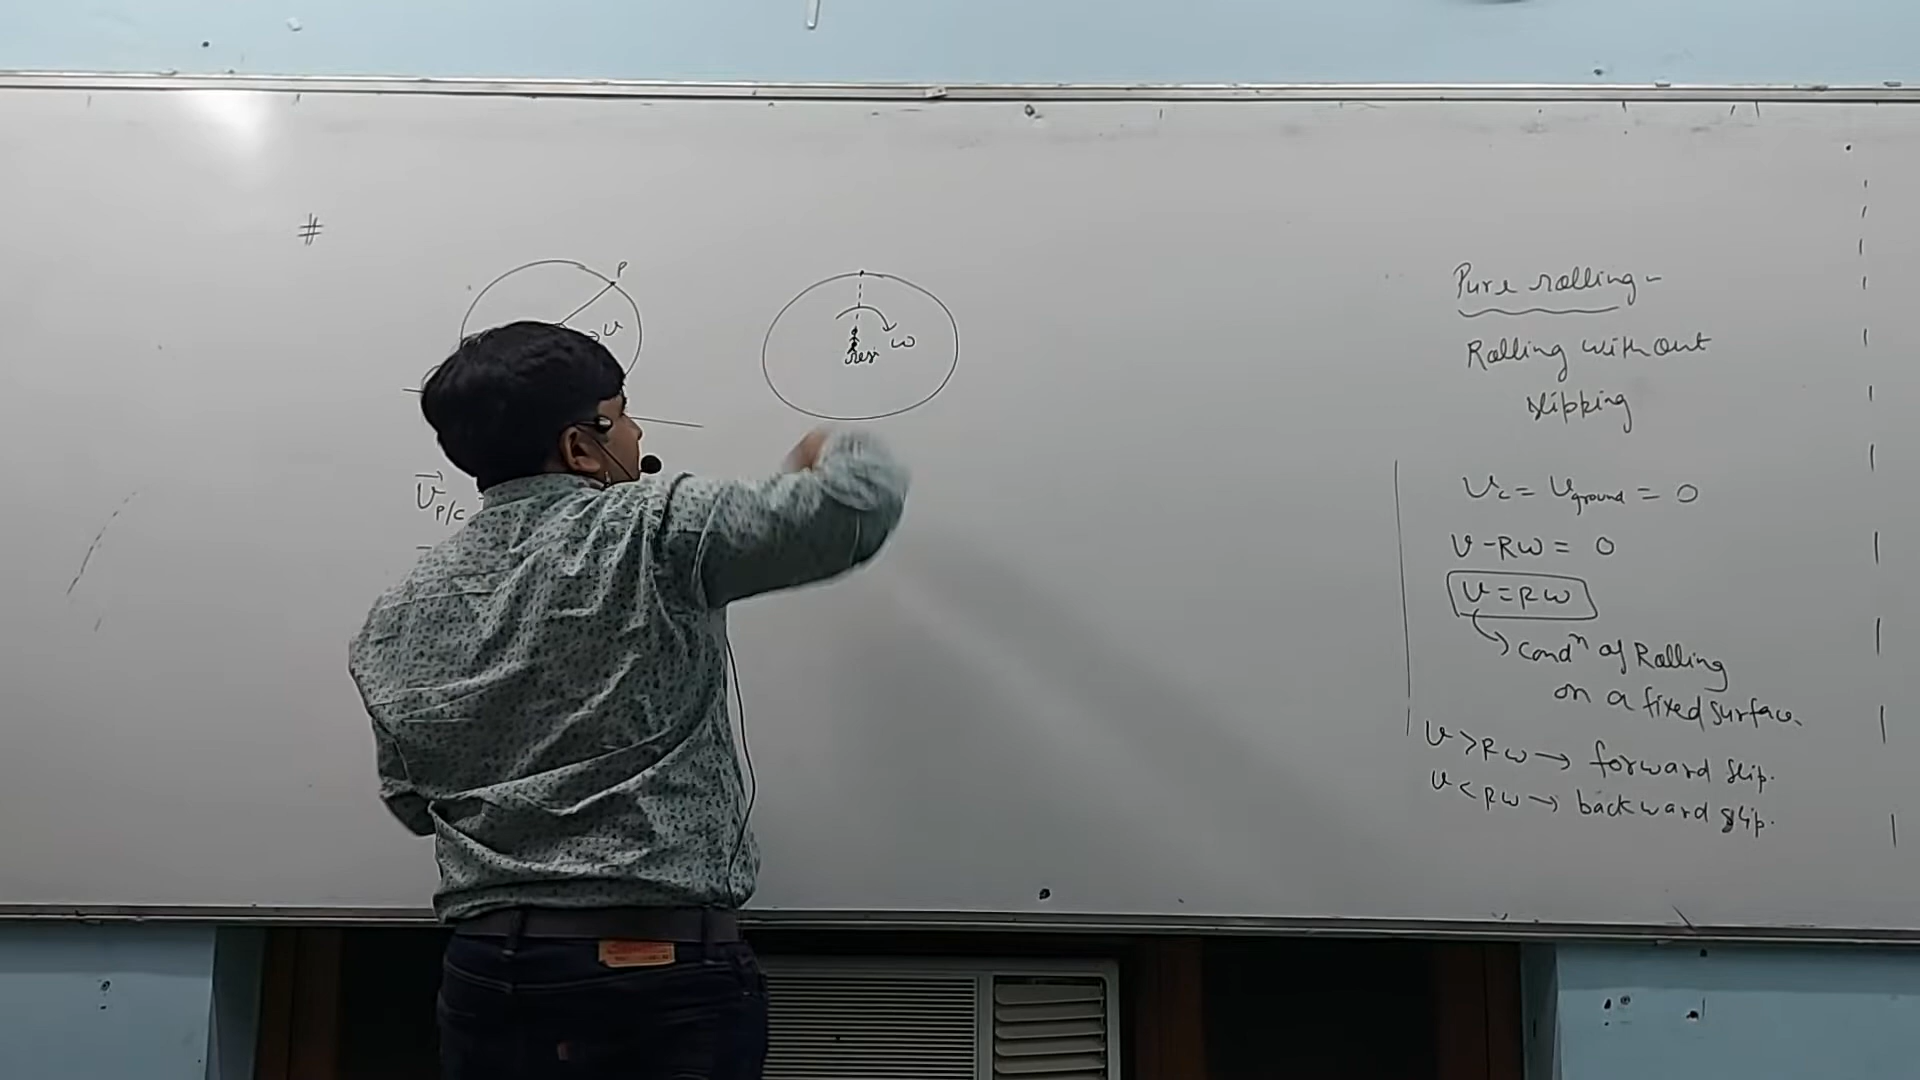 #
P
v
ω
rest
V⃗P/C
Pure rolling -
Rolling without
slipping
Vc = Vground = 0
v - Rω = 0
v = Rω
condⁿ of Rolling
on a fixed surface.
v > Rω → forward slip.
v < Rω → backward slip.